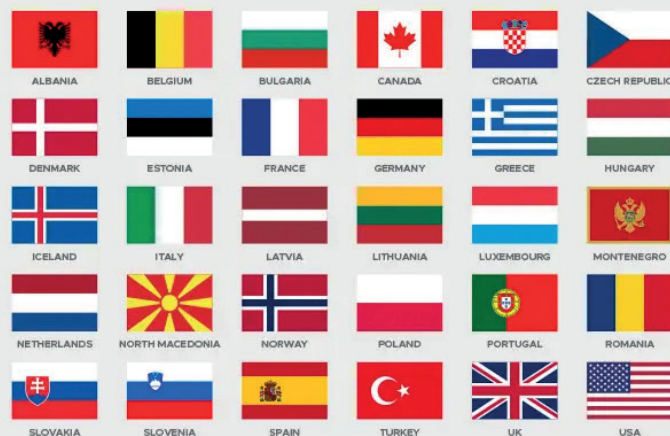 ALBANIA BELGIUM BULGARIA CANADA CROATIA CZECH REPUBLIC
DENMARK ESTONIA FRANCE GERMANY GREECE HUNGARY
ICELAND ITALY LATVIA LITHUANIA LUXEMBOURG MONTENEGRO
NETHERLANDS NORTH MACEDONIA NORWAY POLAND PORTUGAL ROMANIA
SLOVAKIA SLOVENIA SPAIN TURKEY UK USA